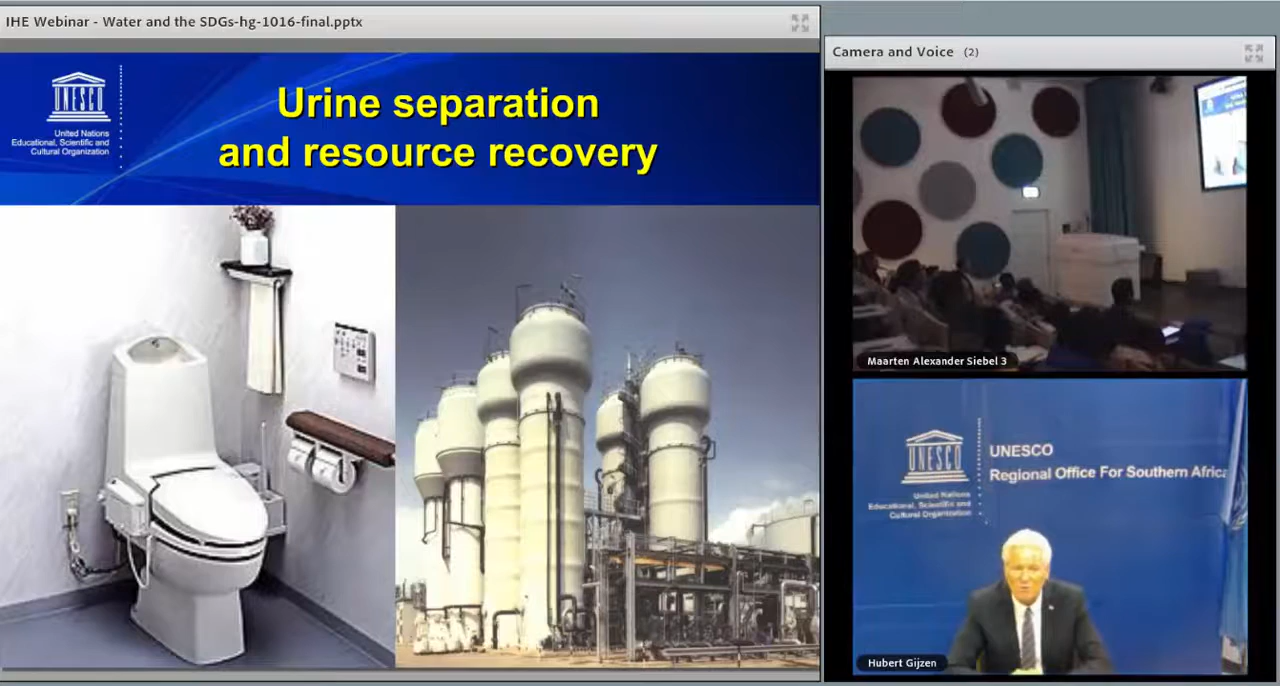 IHE Webinar - Water and the SDGs-hg-1016-final.pptx
UNESCO
United Nations
Educational, Scientific and
Cultural Organization
Urine separation
and resource recovery
Camera and Voice (2)
Maarten Alexander Siebel 3
UNESCO
United Nations
Educational, Scientific and
Cultural Organization
UNESCO
Regional Office For Southern Africa
Hubert Gijzen